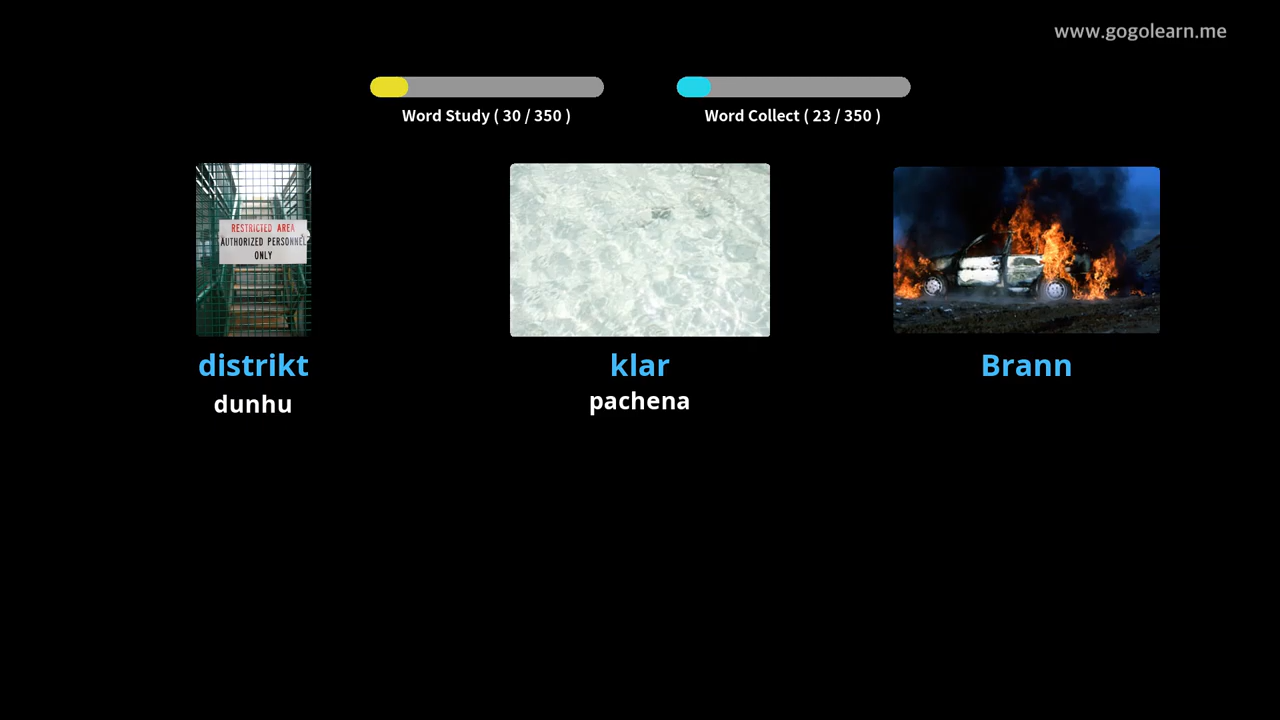 www.gogolearn.me
Word Study ( 30 / 350 )
Word Collect ( 23 / 350 )
RESTRICTED AREA
AUTHORIZED PERSONNEL
ONLY
distrikt
klar
Brann
dunhu
pachena